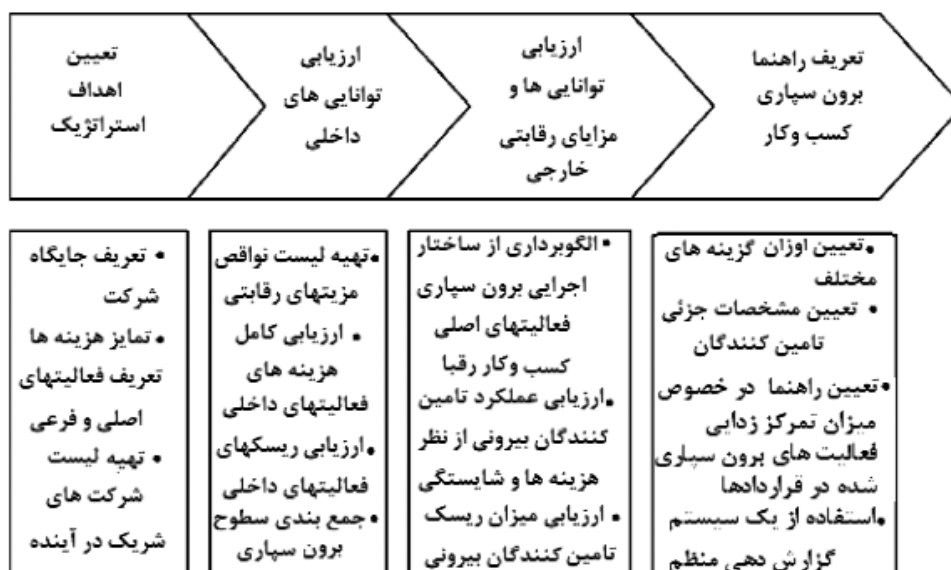 تعیین
اهداف
استراتژیک
ارزیابی
توانایی های
داخلی
ارزیابی
توانایی ها و
مزایای رقابتی
خارجی
تعریف راهنما
برون سپاری
کسب وکار
• تعریف جایگاه
شرکت
• تمایز هزینه ها
تعریف فعالیتهای
اصلی و فرعی
• تهیه لیست
شرکت های
شریک در آینده
•تهیه لیست نواقص
مزیتهای رقابتی
• ارزیابی کامل
هزینه های
فعالیتهای داخلی
•ارزیابی ریسکهای
فعالیتهای داخلی
• جمع بندی سطوح
برون سپاری
• الگوبرداری از ساختار
اجرایی برون سپاری
فعالیتهای اصلی
کسب وکار رقبا
•ارزیابی عملکرد تامین
کنندگان بیرونی از نظر
هزینه ها و شایستگی
• ارزیابی میزان ریسک
تامین کنندگان بیرونی
•تعیین اوزان گزینه های
مختلف
• تعیین مشخصات جزئی
تامین کنندگان
•تعیین راهنما در خصوص
میزان تمرکز زدایی
فعالیت های برون سپاری
شده در قراردادها
•استفاده از یک سیستم
گزارش دهی منظم